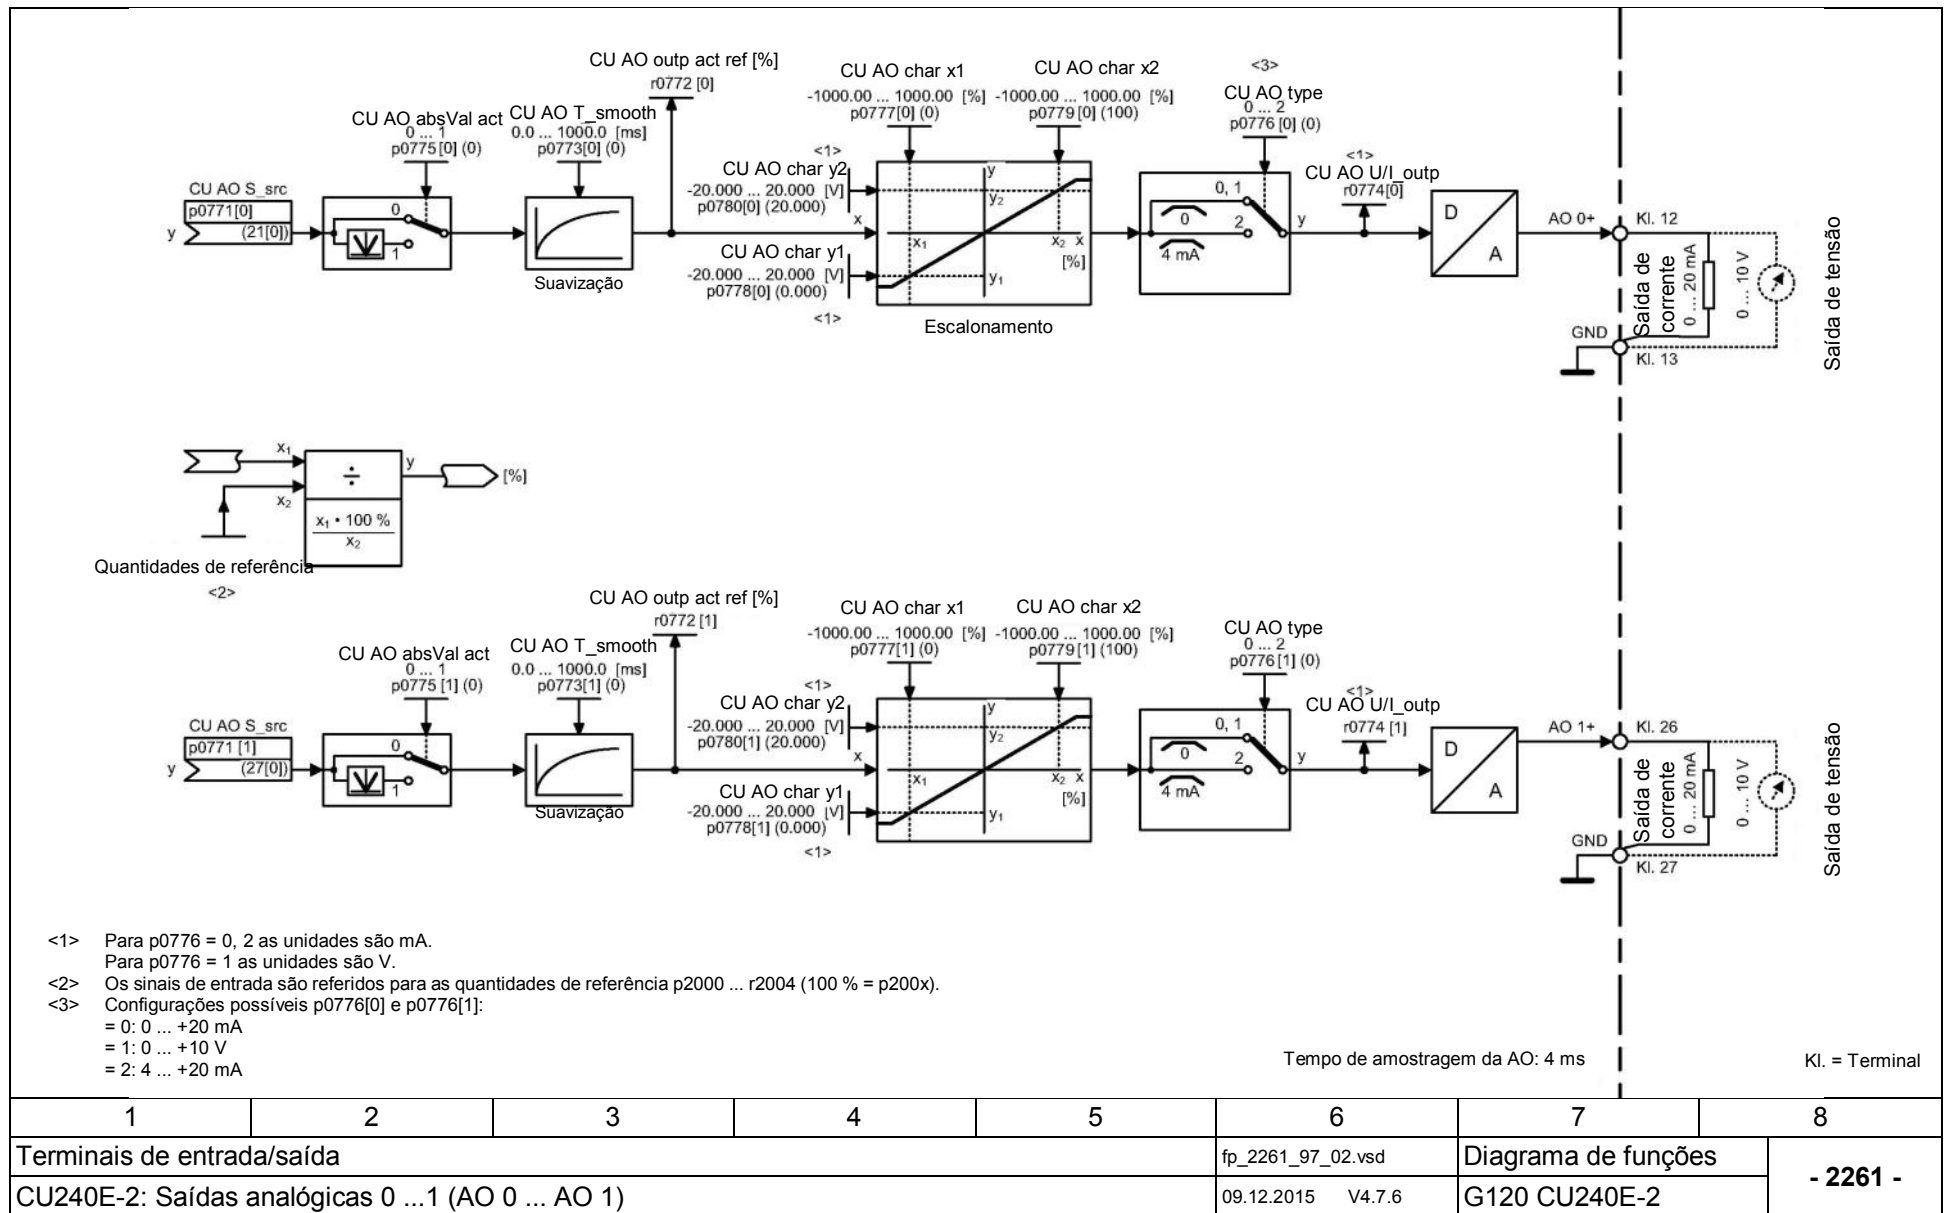 CU AO outp act ref [%]
r0772 [0]
CU AO char x1
-1000.00 ... 1000.00 [%]
p0777[0] (0)
CU AO char x2
-1000.00 ... 1000.00 [%]
p0779[0] (100)
<3>
CU AO type
0 ... 2
p0776[0] (0)
CU AO absVal act
0 ... 1
p0775[0] (0)
CU AO T_smooth
0.0 ... 1000.0 [ms]
p0773[0] (0)
<1>
CU AO char y2
-20.000 ... 20.000 [V]
p0780[0] (20.000)
<1>
CU AO U/I_outp
r0774[0]
CU AO S_src
p0771[0]
(21[0])
y
0
1
Suavização
x
CU AO char y1
-20.000 ... 20.000 [V]
p0778[0] (0.000)
<1>
y
y2
x1
x2 x
[%]
y1
Escalonamento
0, 1
0
2
4 mA
y
D
A
AO 0+
Kl. 12
GND
Kl. 13
Saída de
corrente
0 ... 20 mA
0 ... 10 V
Saída de tensão
x1
x2
÷
y
[%]
x1 • 100 %
x2
Quantidades de referência
<2>
CU AO outp act ref [%]
r0772 [1]
CU AO char x1
-1000.00 ... 1000.00 [%]
p0777[1] (0)
CU AO char x2
-1000.00 ... 1000.00 [%]
p0779[1] (100)
CU AO type
0 ... 2
p0776[1] (0)
CU AO absVal act
0 ... 1
p0775 [1] (0)
CU AO T_smooth
0.0 ... 1000.0 [ms]
p0773[1] (0)
<1>
CU AO char y2
-20.000 ... 20.000 [V]
p0780[1] (20.000)
<1>
CU AO U/I_outp
r0774 [1]
CU AO S_src
p0771 [1]
(27[0])
y
0
1
Suavização
x
CU AO char y1
-20.000 ... 20.000 [V]
p0778[1] (0.000)
<1>
y
y2
x1
x2 x
[%]
y1
0, 1
0
2
4 mA
y
D
A
AO 1+
Kl. 26
GND
Kl. 27
Saída de
corrente
0 ... 20 mA
0 ... 10 V
Saída de tensão
<1> Para p0776 = 0, 2 as unidades são mA.
Para p0776 = 1 as unidades são V.
<2> Os sinais de entrada são referidos para as quantidades de referência p2000 ... r2004 (100 % = p200x).
<3> Configurações possíveis p0776[0] e p0776[1]:
= 0: 0 ... +20 mA
= 1: 0 ... +10 V
= 2: 4 ... +20 mA
Tempo de amostragem da AO: 4 ms
Kl. = Terminal
1 2 3 4 5 6 7 8
Terminais de entrada/saída
fp_2261_97_02.vsd
Diagrama de funções
- 2261 -
CU240E-2: Saídas analógicas 0 ...1 (AO 0 ... AO 1)
09.12.2015 V4.7.6
G120 CU240E-2